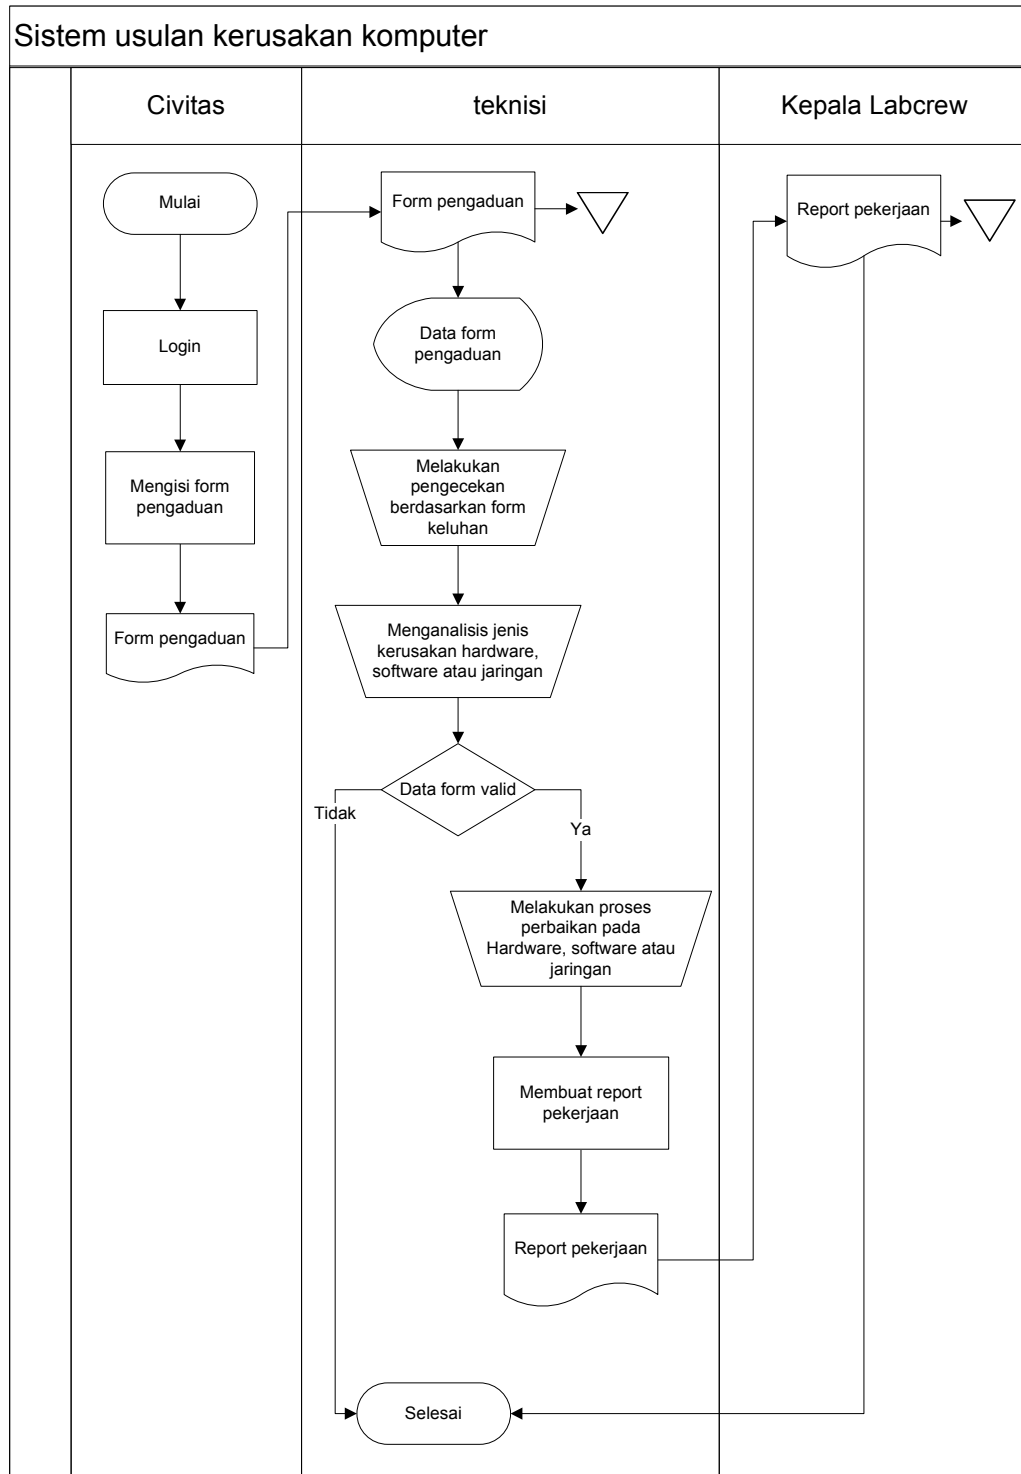 Sistem usulan kerusakan komputer
Civitas
teknisi
Kepala Labcrew
Mulai
Login
Mengisi form
pengaduan
Form pengaduan
Form pengaduan
Data form
pengaduan
Melakukan
pengecekan
berdasarkan form
keluhan
Menganalisis jenis
kerusakan hardware,
software atau jaringan
Data form valid
Tidak
Ya
Melakukan proses
perbaikan pada
Hardware, software atau
jaringan
Membuat report
pekerjaan
Report pekerjaan
Selesai
Report pekerjaan